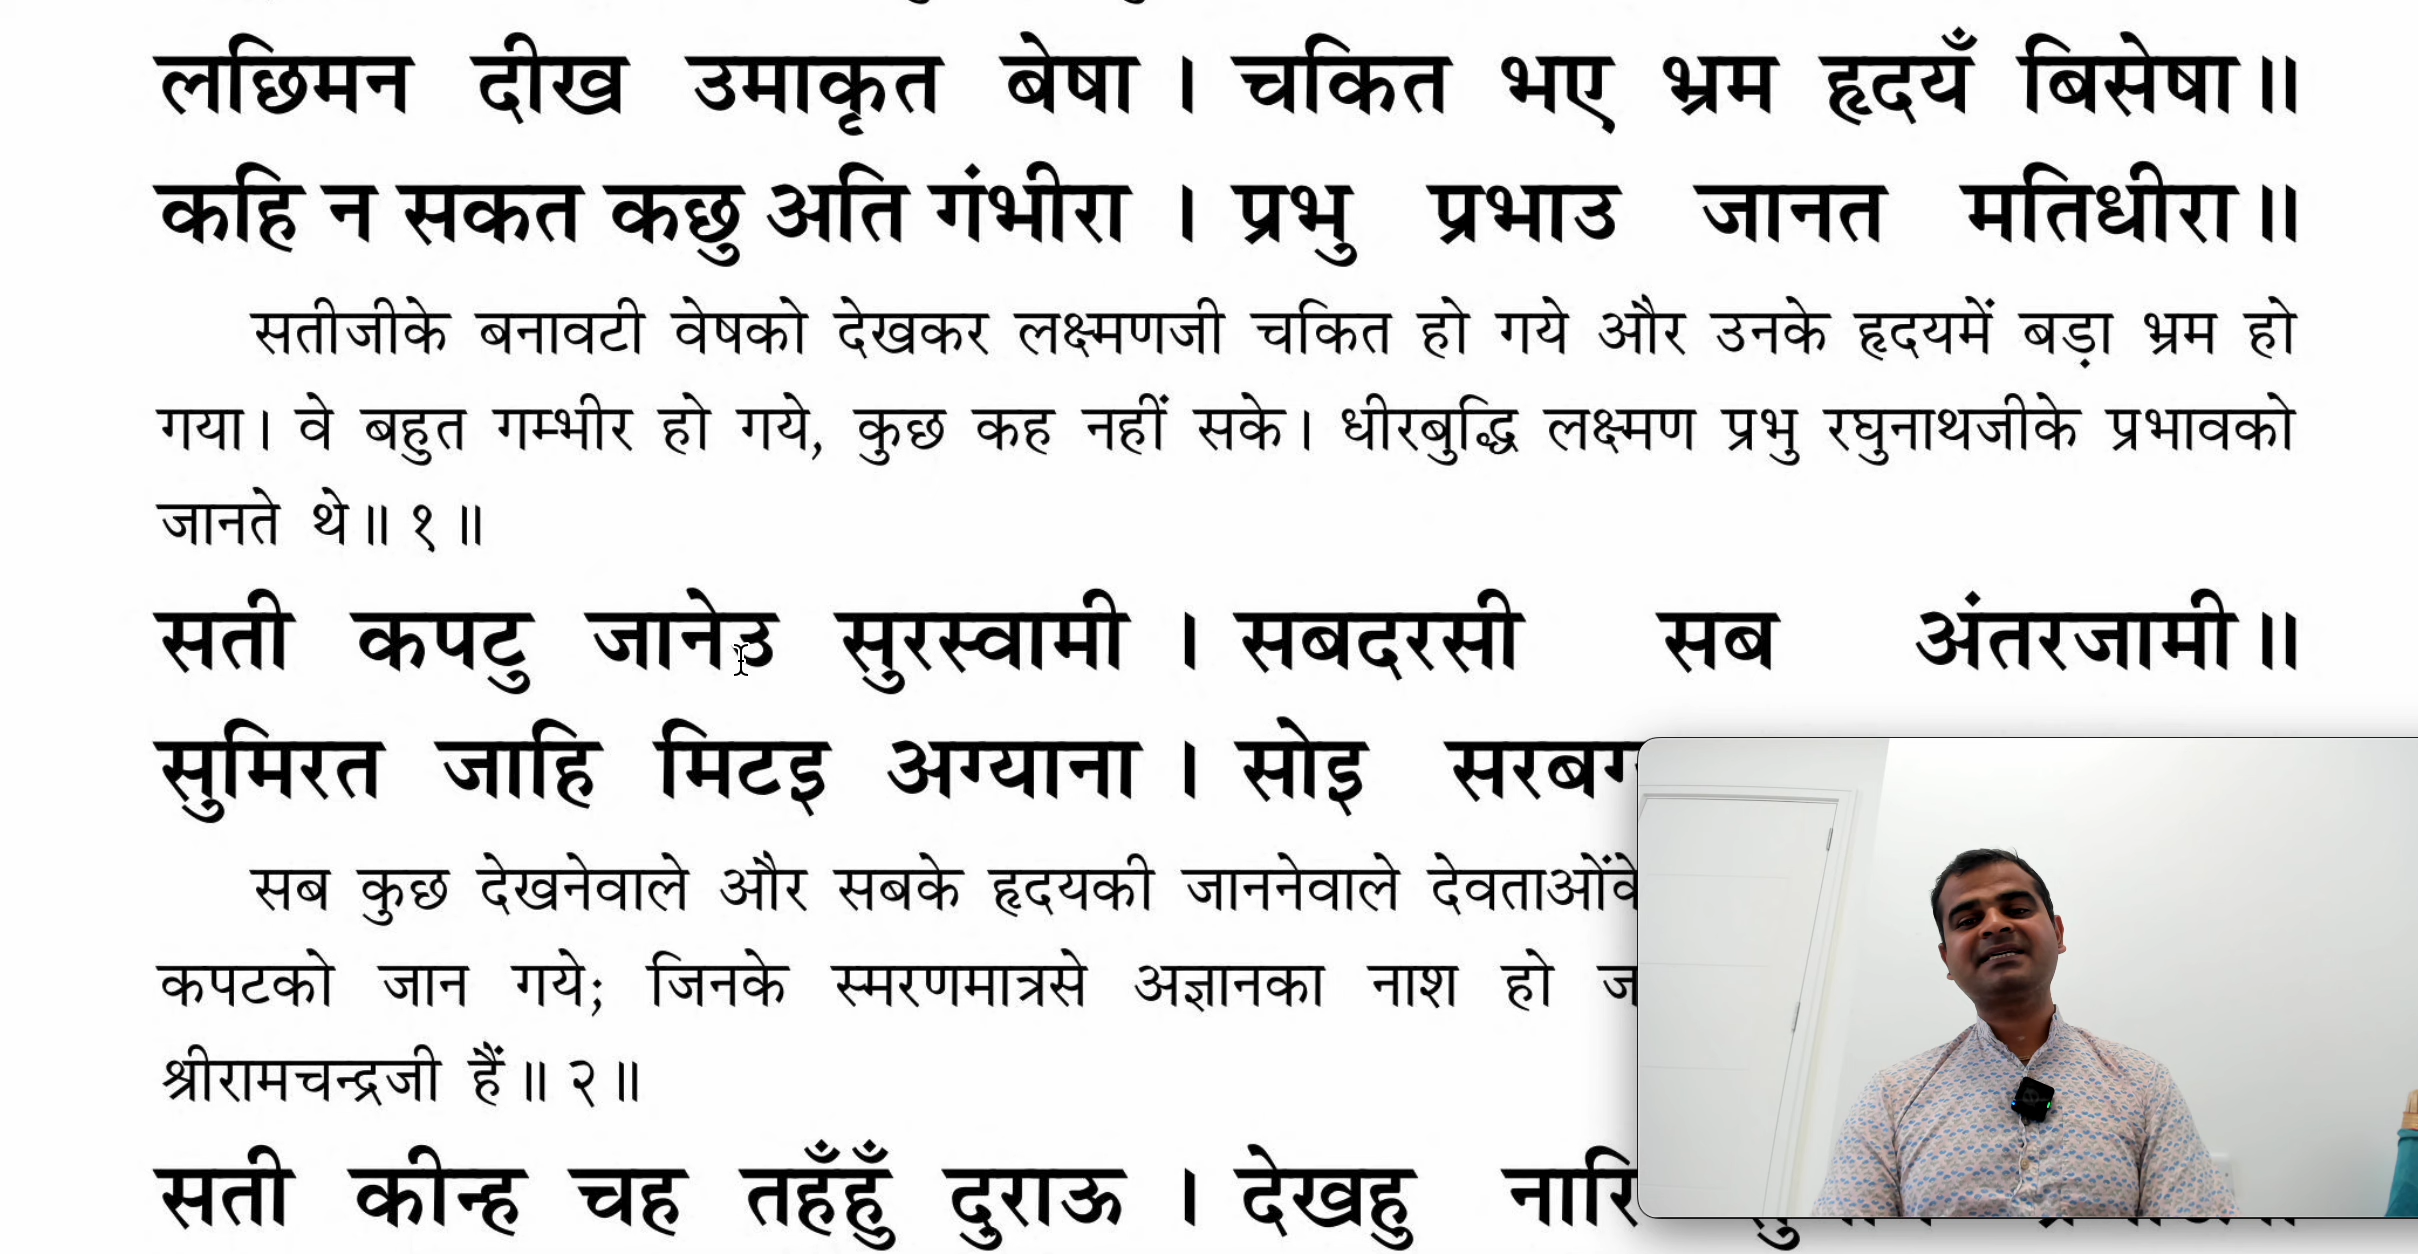 लछिमन दीख उमाकृत बेषा । चकित भए भ्रम हृदयँ बिसेषा॥
कहि न सकत कछु अति गंभीरा । प्रभु प्रभाउ जानत मतिधीरा॥
सतीजीके बनावटी वेषको देखकर लक्ष्मणजी चकित हो गये और उनके हृदयमें बड़ा भ्रम हो
गया। वे बहुत गम्भीर हो गये, कुछ कह नहीं सके। धीरबुद्धि लक्ष्मण प्रभु रघुनाथजीके प्रभावको
जानते थे॥ १॥
सती कपटु जानेउ सुरस्वामी । सबदरसी सब अंतरजामी॥
सुमिरत जाहि मिटइ अग्याना । सोइ
सब कुछ देखनेवाले और सबके हृदयकी जाननेवाले
कपटको जान गये; जिनके स्मरणमात्रसे अज्ञानका नाश हो
श्रीरामचन्द्रजी हैं॥ २॥
सती कीन्ह चह तहँहुँ दुराऊ । देखहु